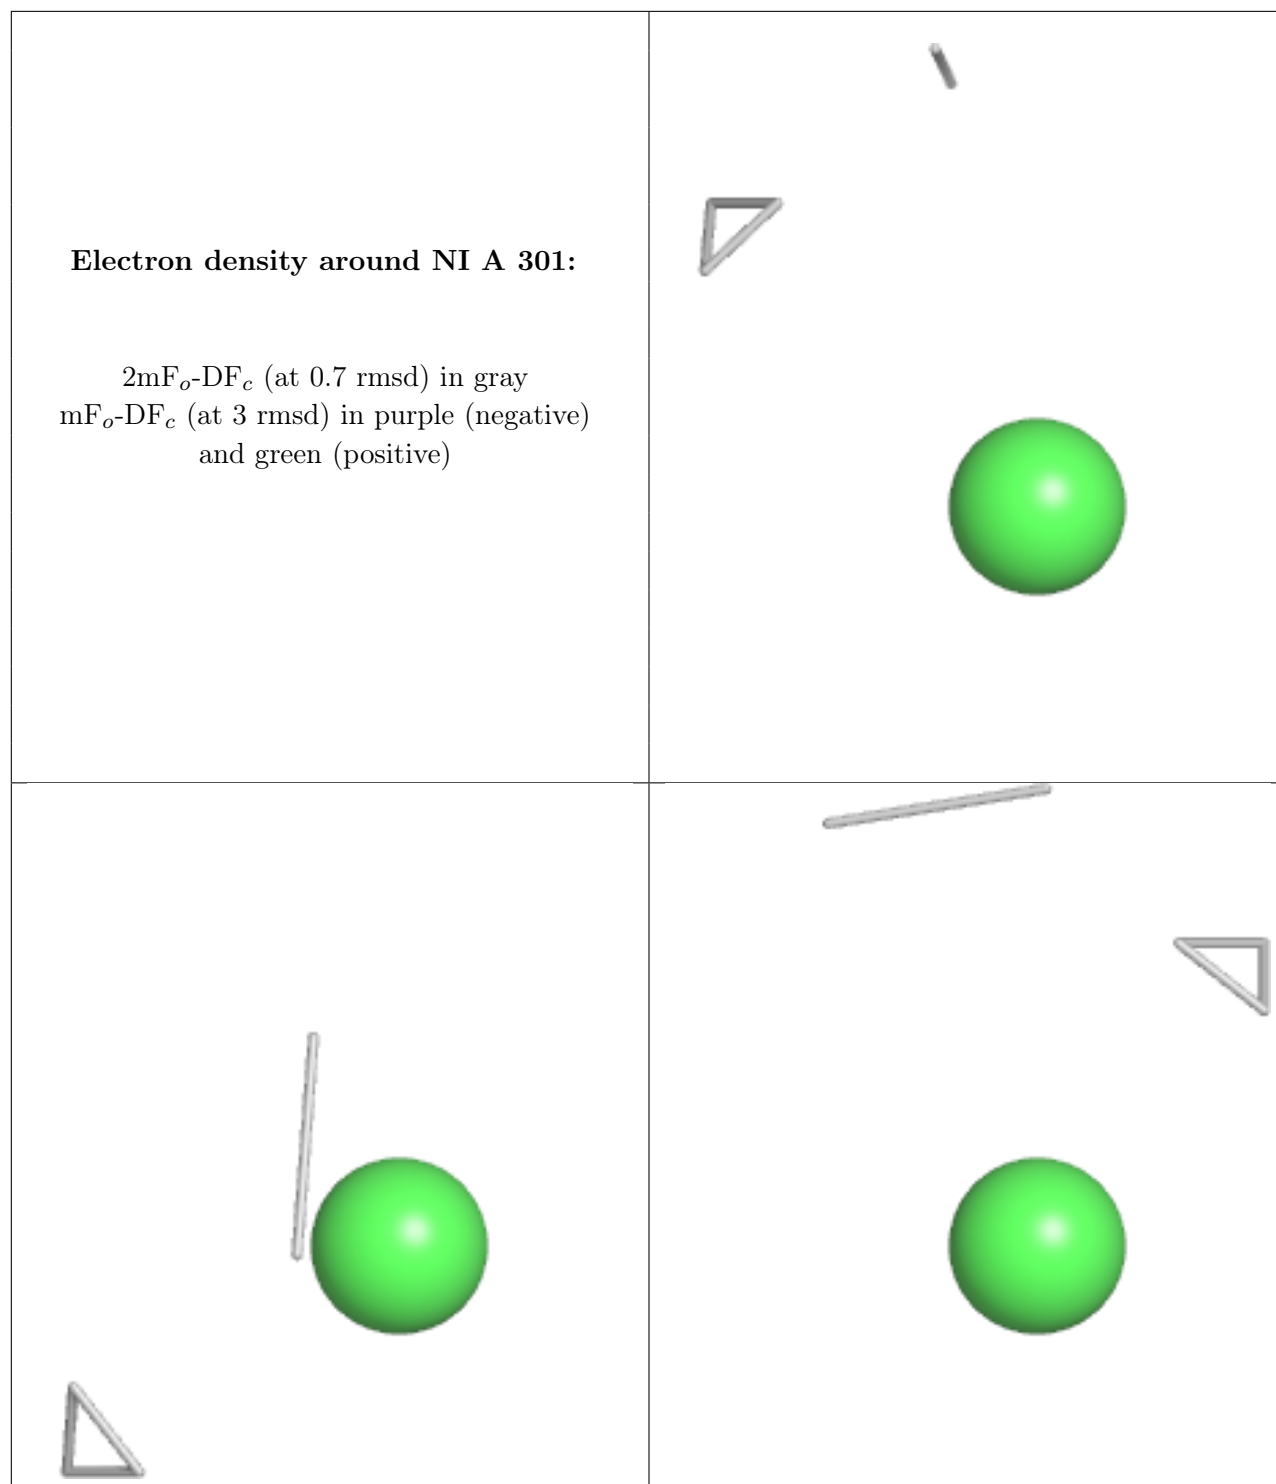 Electron density around NI A 301:
2mFo-DFc (at 0.7 rmsd) in gray
mFo-DFc (at 3 rmsd) in purple (negative)
and green (positive)